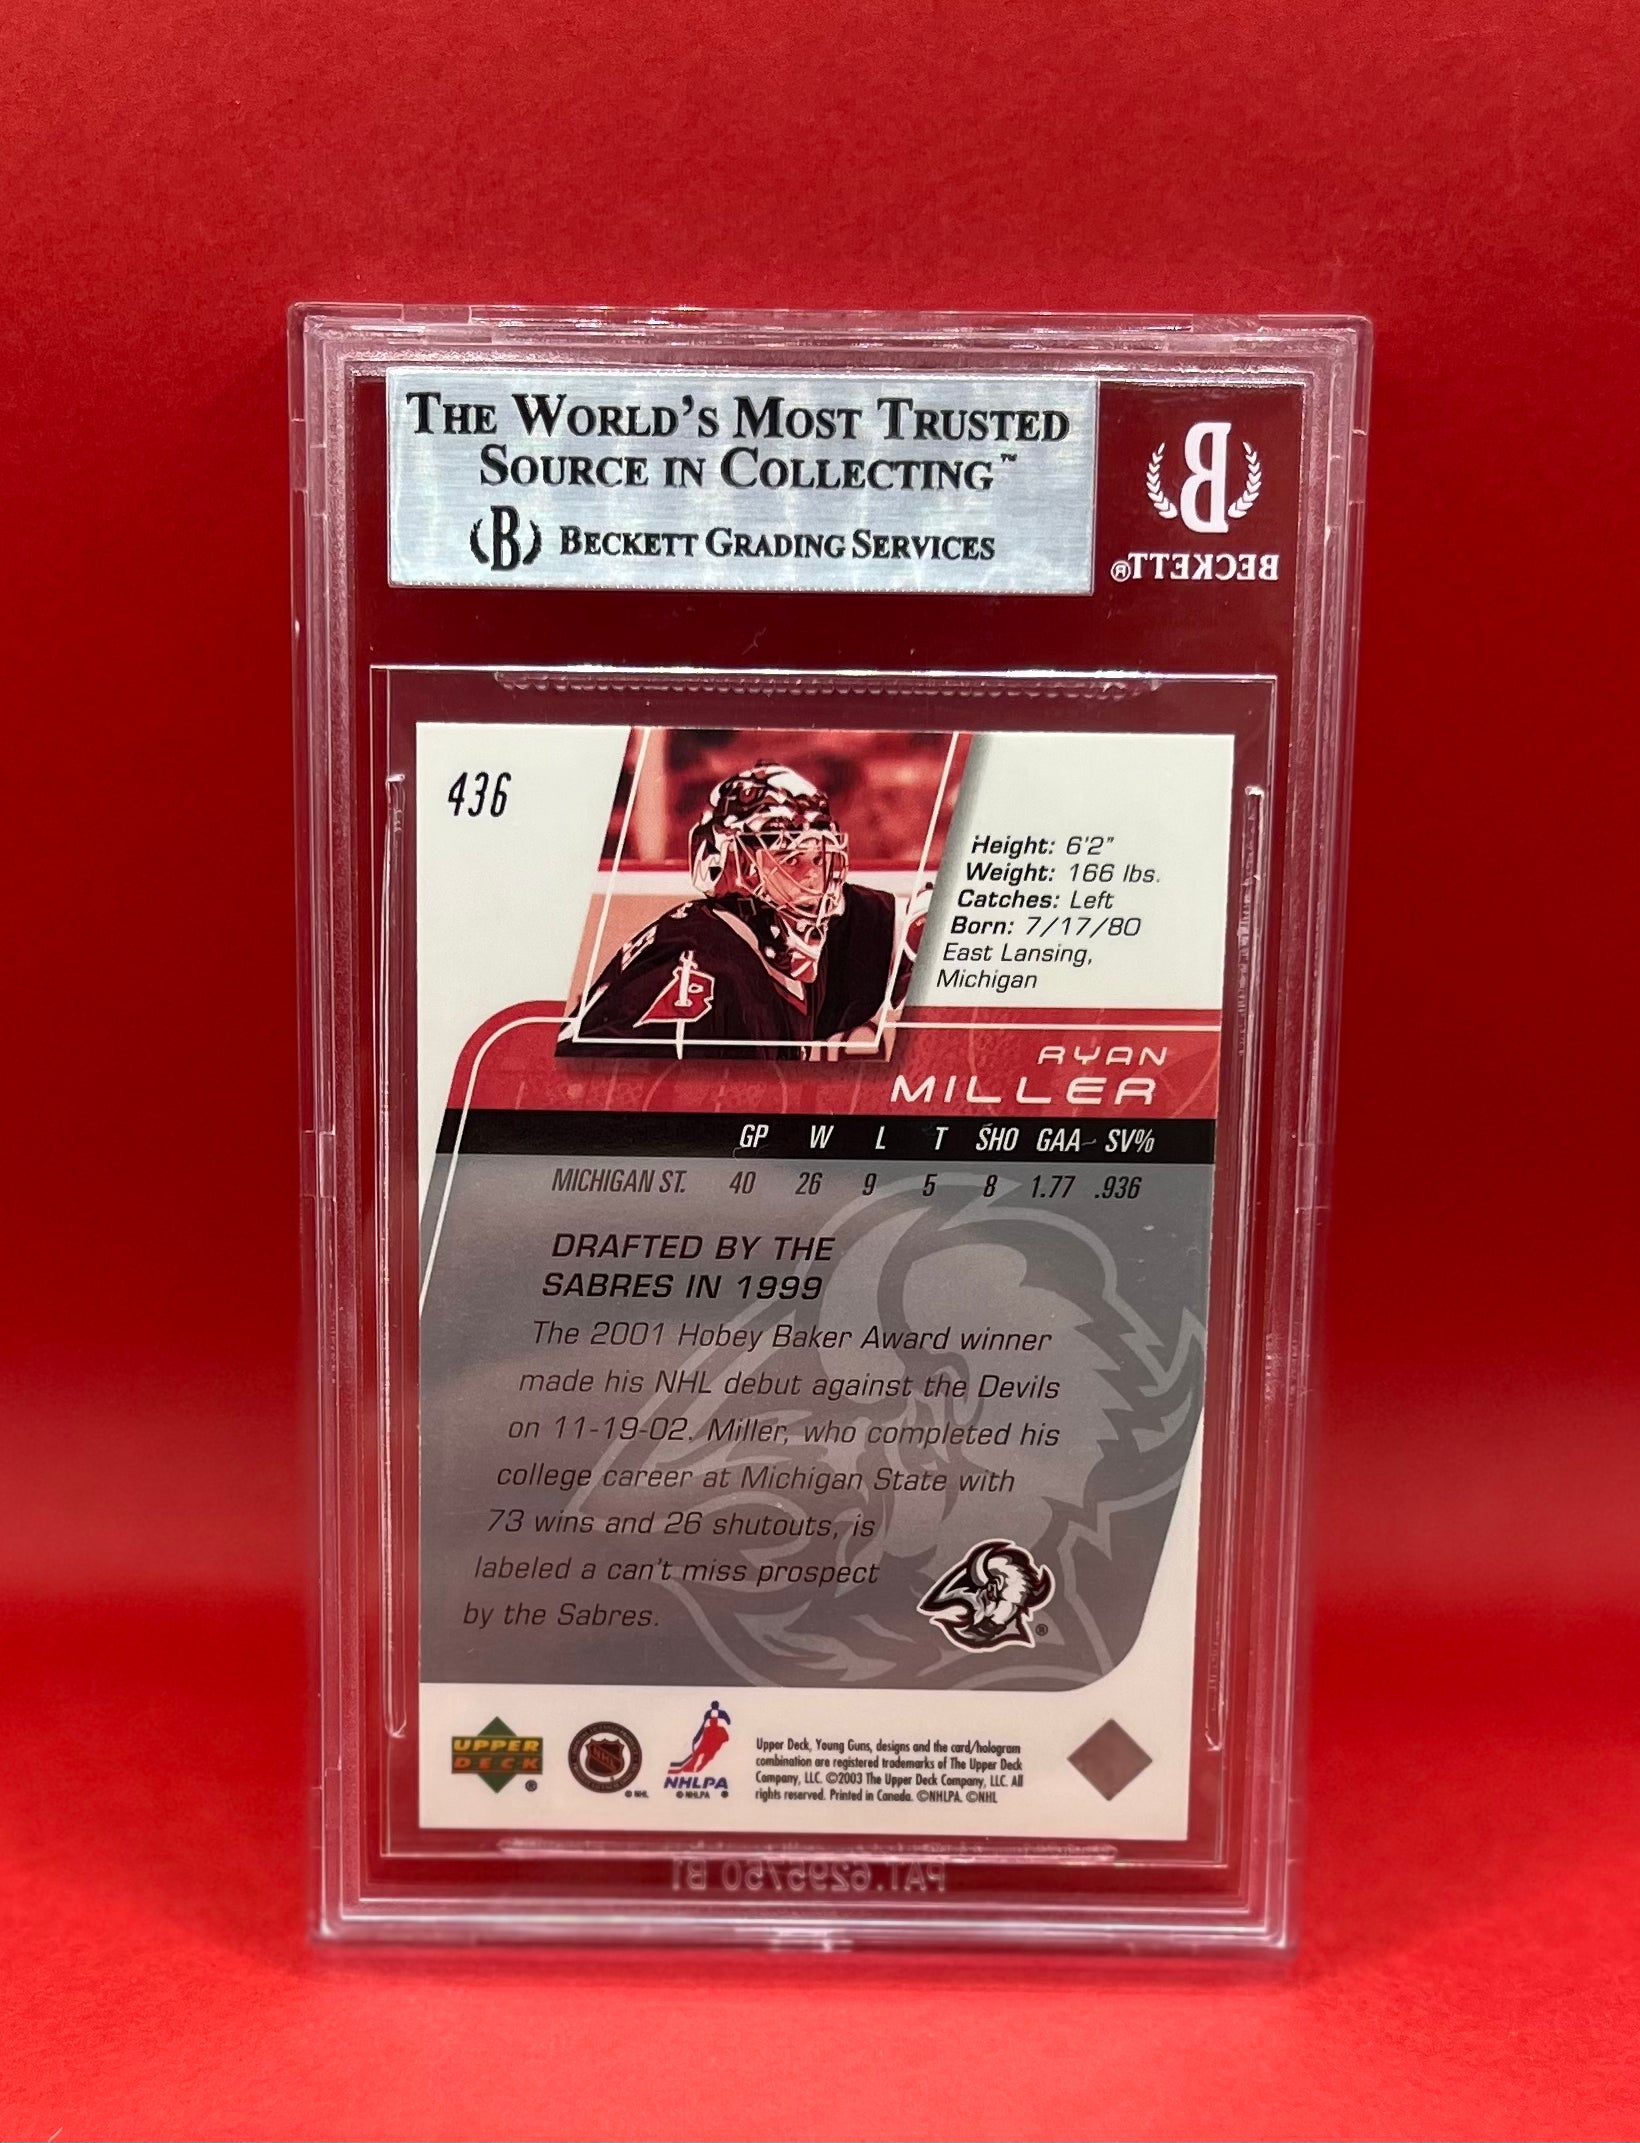 THE WORLD'S MOST TRUSTED
SOURCE IN COLLECTING™
B BECKETT GRADING SERVICES
B
BECKETT®
436
Height: 6'2"
Weight: 166 lbs.
Catches: Left
Born: 7/17/80
East Lansing,
Michigan
RYAN
MILLER
GP W L T SHO GAA SV%
MICHIGAN ST. 40 26 9 5 8 1.77 .936
DRAFTED BY THE
SABRES IN 1999
The 2001 Hobey Baker Award winner
made his NHL debut against the Devils
on 11-19-02. Miller, who completed his
college career at Michigan State with
73 wins and 26 shutouts, is
labeled a can't miss prospect
by the Sabres.
®
UPPER
DECK
®
NHL
© NHL
NHLPA
© NHLPA ®
Upper Deck, Young Guns, designs and the card/hologram
combination are registered trademarks of The Upper Deck
Company, LLC. ©2003 The Upper Deck Company, LLC. All
rights reserved. Printed in Canada. ©NHLPA. ©NHL
PAT.6295750 B1